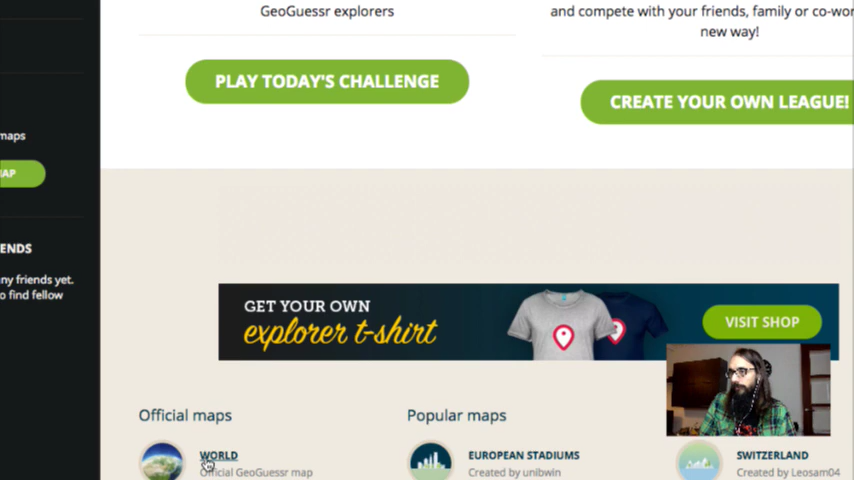 GeoGuessr explorers
and compete with your friends, family or co-wor
new way!
PLAY TODAY'S CHALLENGE
CREATE YOUR OWN LEAGUE!
maps
AP
ENDS
ny friends yet.
o find fellow
GET YOUR OWN
explorer t-shirt
VISIT SHOP
Official maps
Popular maps
WORLD
Official GeoGuessr map
EUROPEAN STADIUMS
Created by unibwin
SWITZERLAND
Created by Leosam04